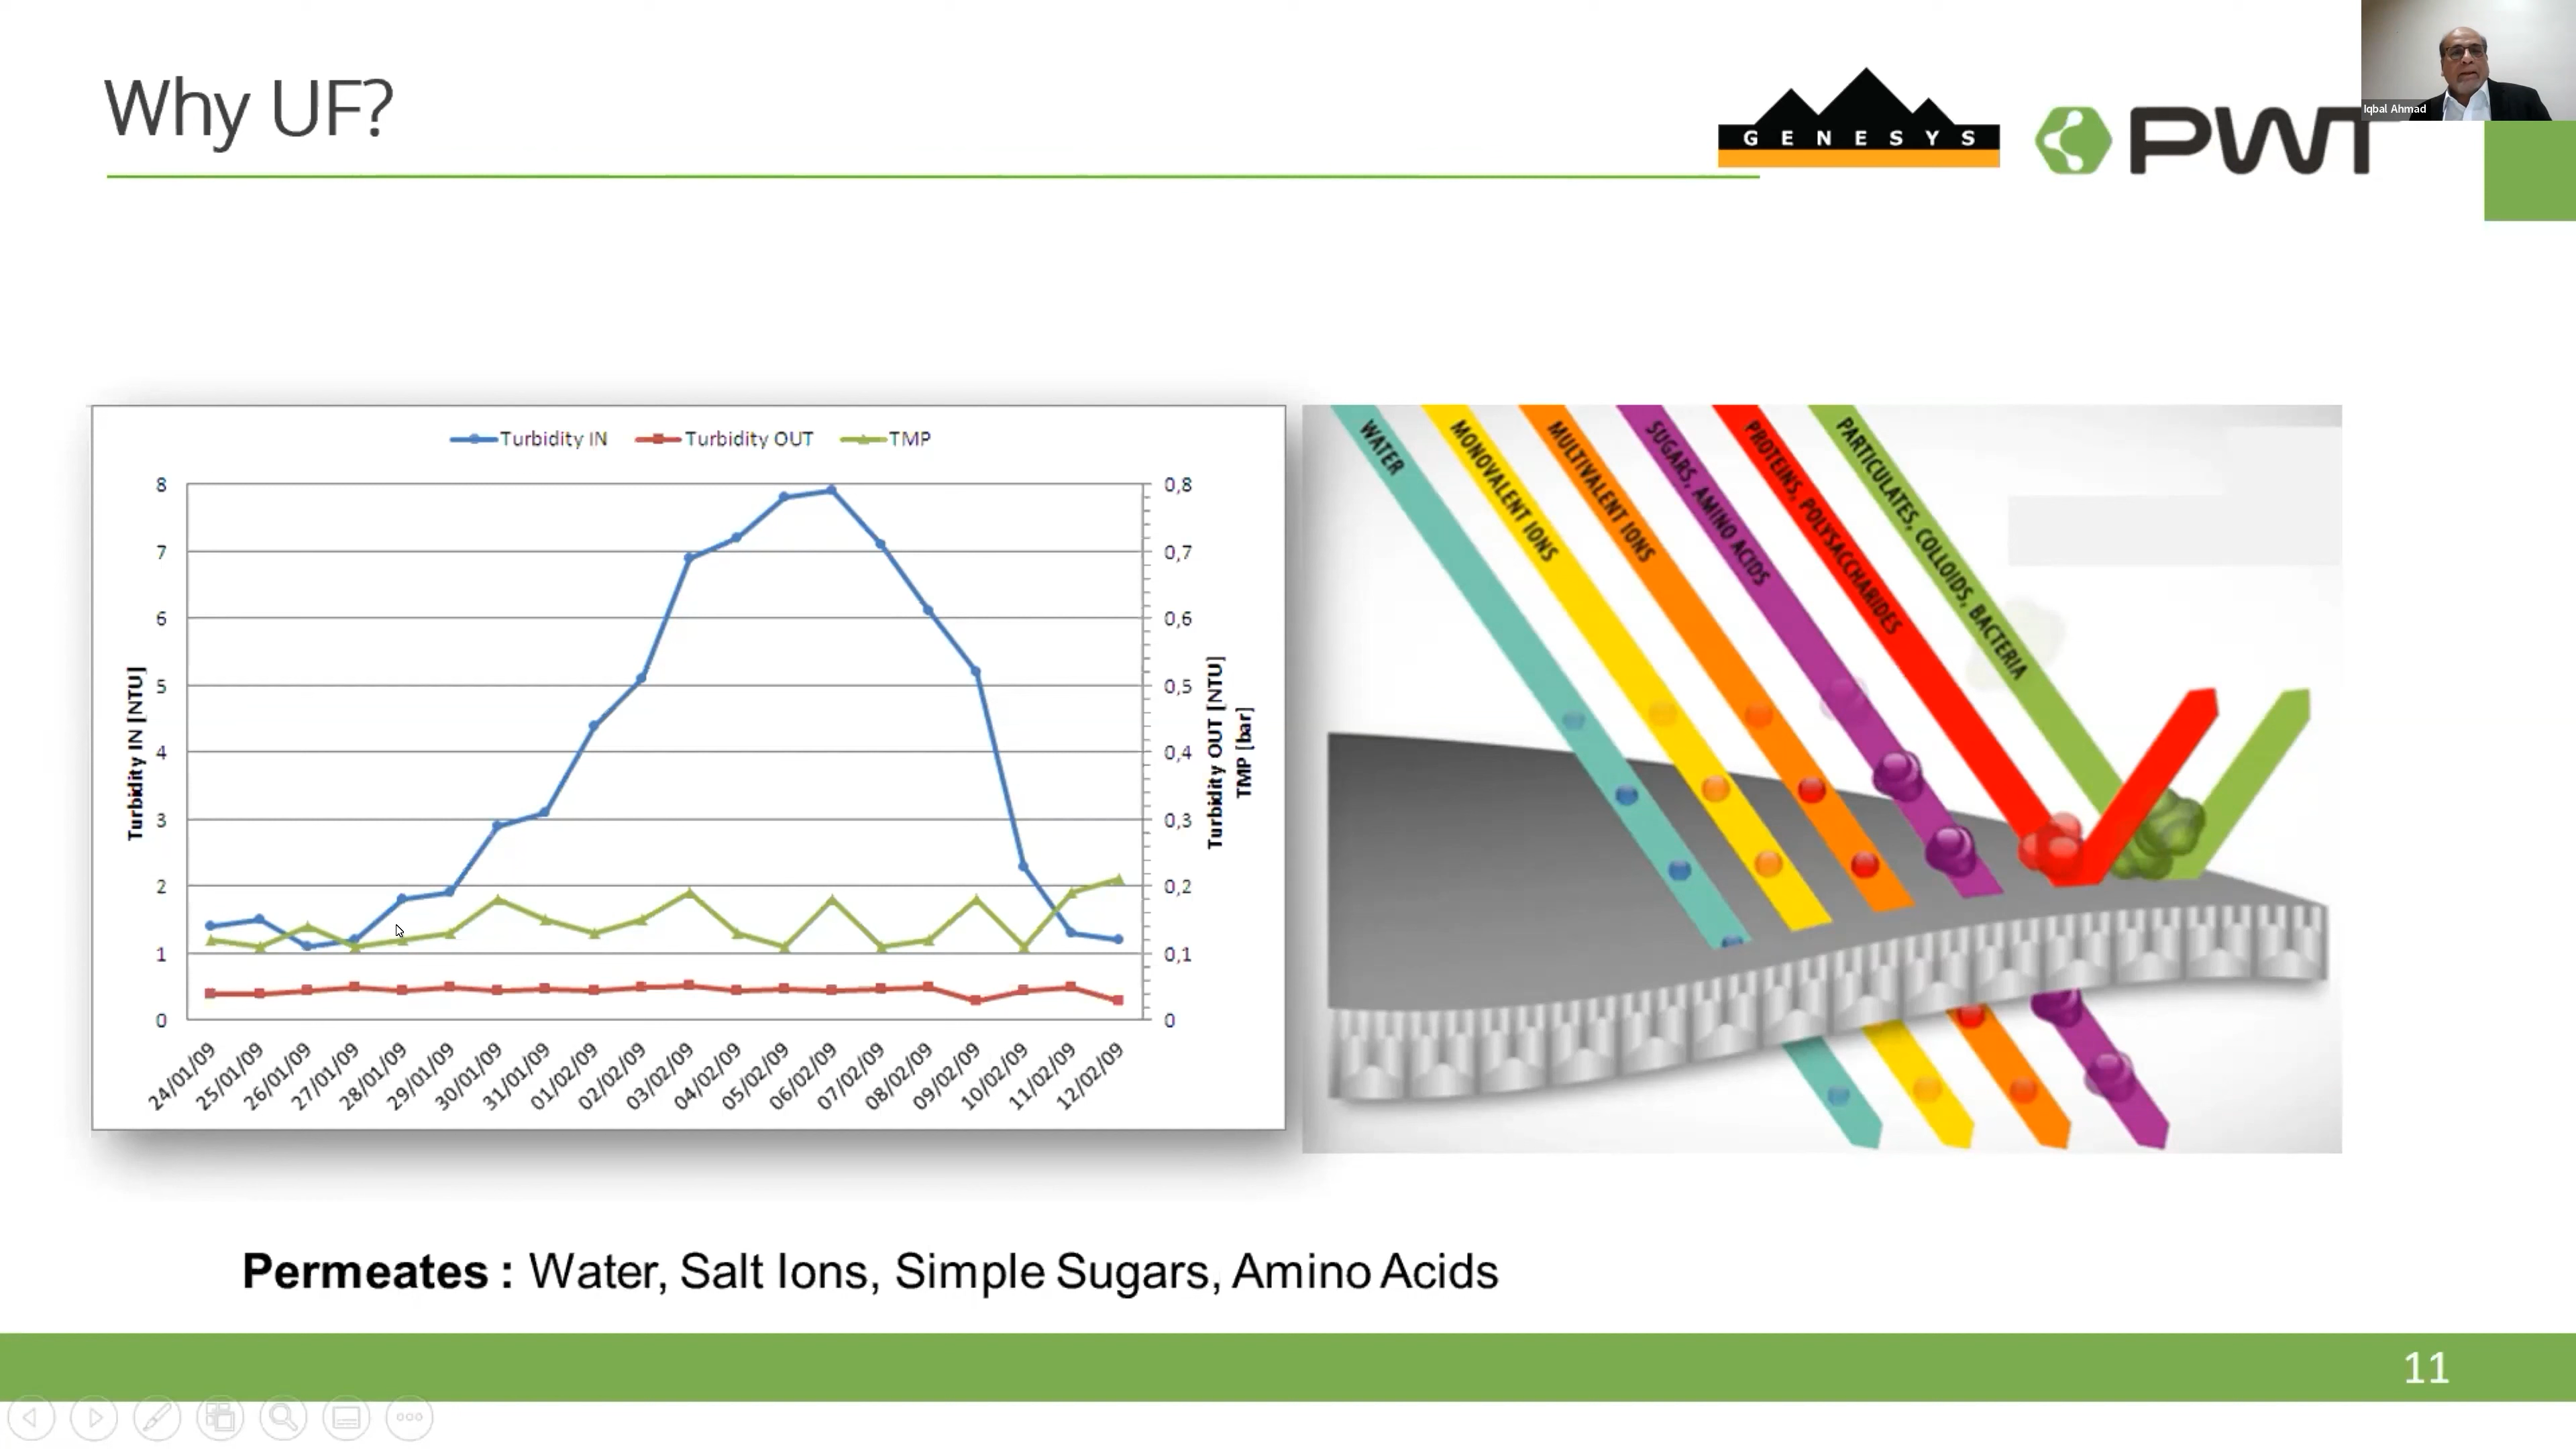 Why UF?
GENESYS
PWT
Iqbal Ahmad
Turbidity IN
Turbidity OUT
TMP
8
7
6
5
4
3
2
1
0
Turbidity IN [NTU]
0,8
0,7
0,6
0,5
0,4
0,3
0,2
0,1
0
Turbidity OUT [NTU]
TMP [bar]
24/01/09
25/01/09
26/01/09
27/01/09
28/01/09
29/01/09
30/01/09
31/01/09
01/02/09
02/02/09
03/02/09
04/02/09
05/02/09
06/02/09
07/02/09
08/02/09
09/02/09
10/02/09
11/02/09
12/02/09
WATER
MONOVALENT IONS
MULTIVALENT IONS
SUGARS, AMINO ACIDS
PROTEINS, POLYSACCHARIDES
PARTICULATES, COLLOIDS, BACTERIA
Permeates : Water, Salt Ions, Simple Sugars, Amino Acids
11